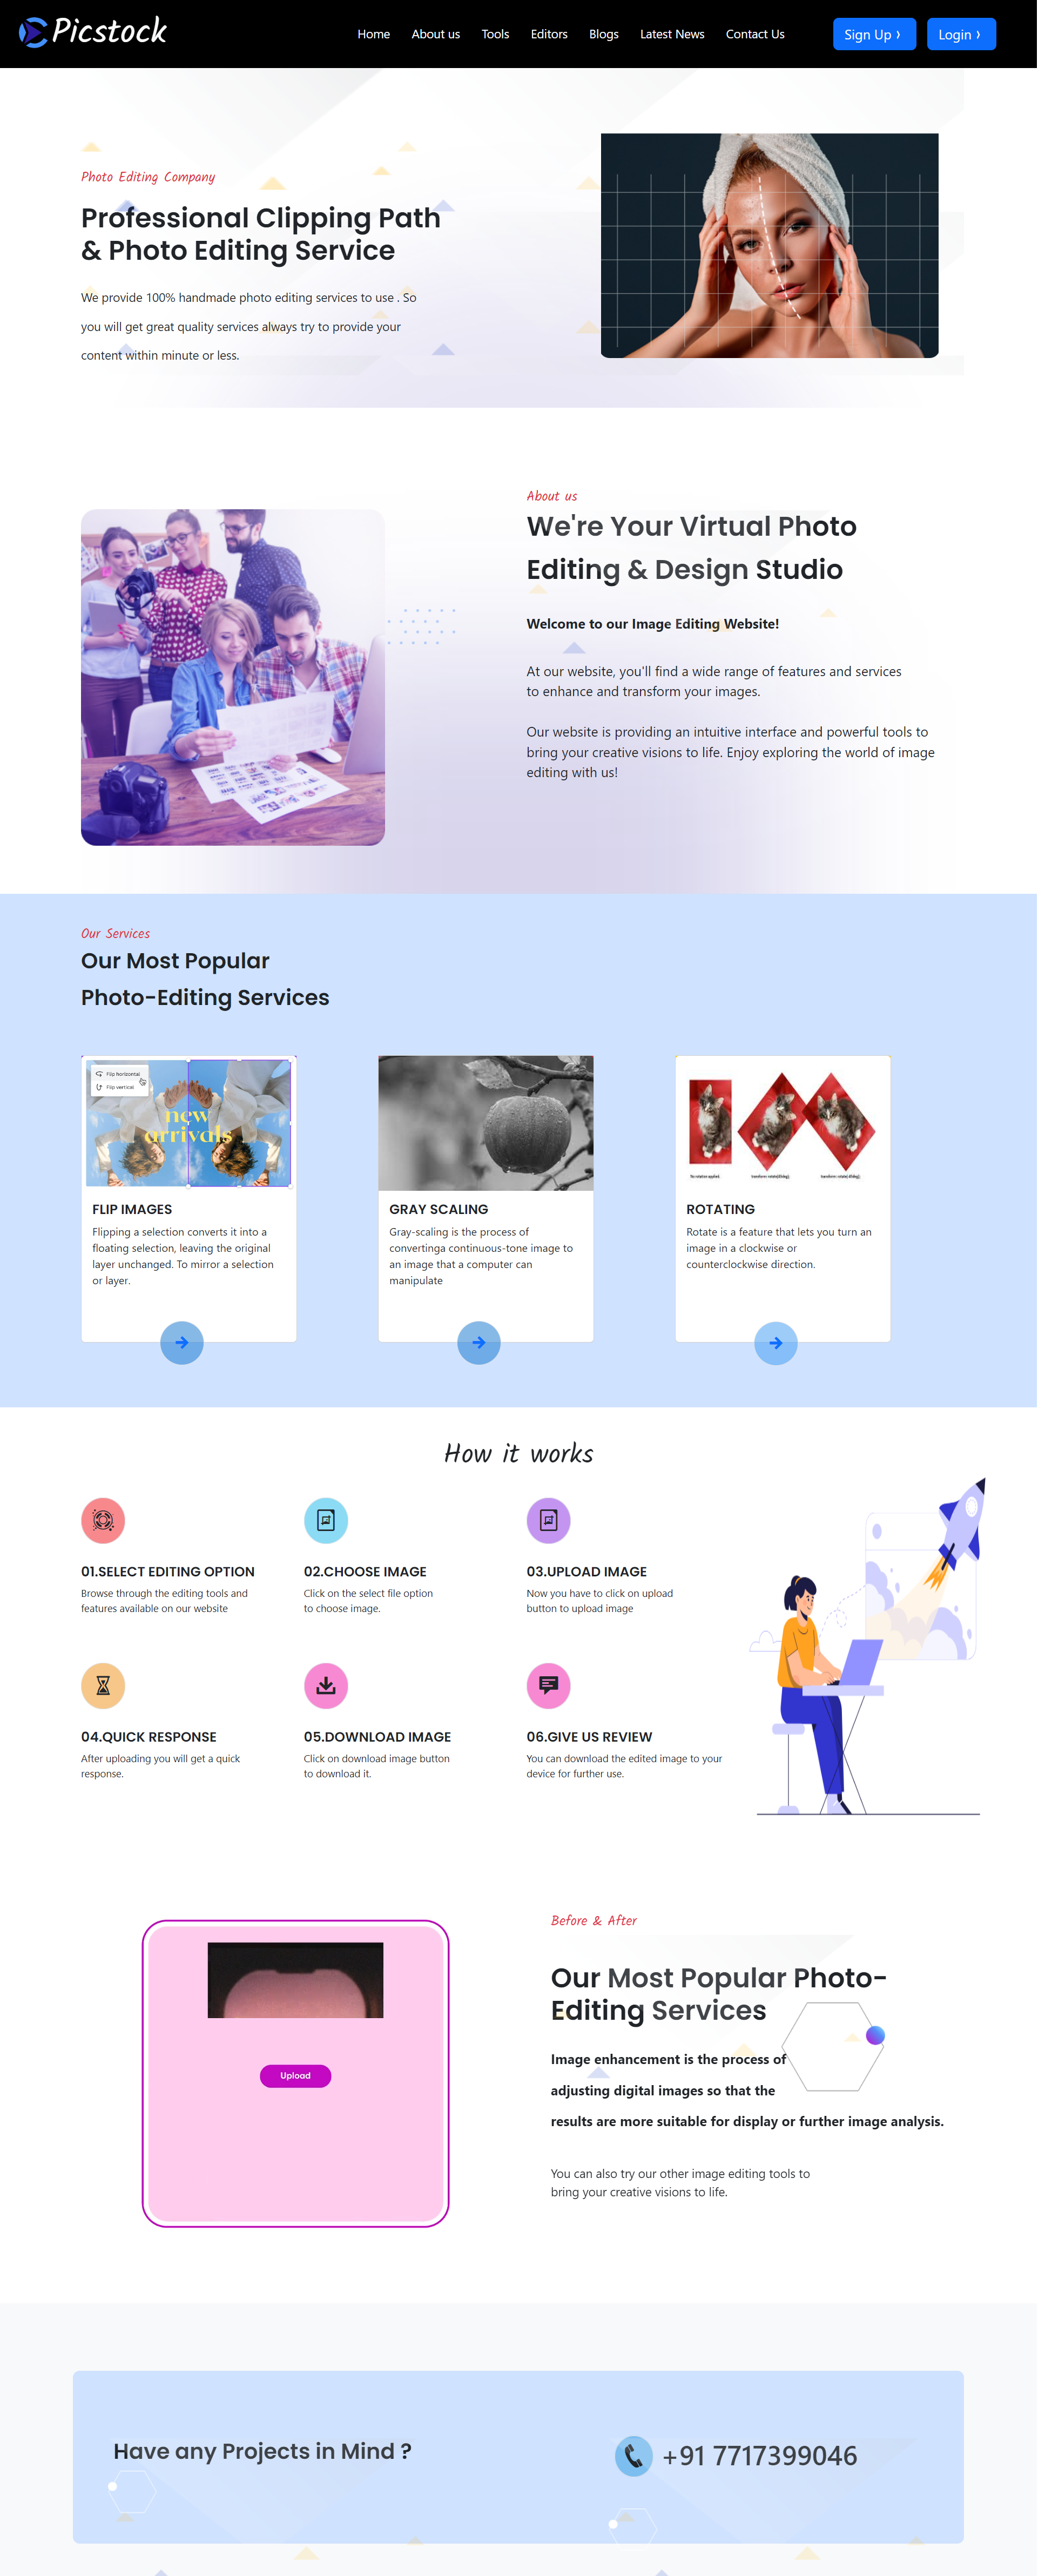 Picstock
Home About us Tools Editors Blogs Latest News Contact Us Sign Up › Login ›
Photo Editing Company
Professional Clipping Path
& Photo Editing Service
We provide 100% handmade photo editing services to use . So
you will get great quality services always try to provide your
content within minute or less.
About us
We're Your Virtual Photo
Editing & Design Studio
Welcome to our Image Editing Website!
At our website, you'll find a wide range of features and services
to enhance and transform your images.
Our website is providing an intuitive interface and powerful tools to
bring your creative visions to life. Enjoy exploring the world of image
editing with us!
Our Services
Our Most Popular
Photo-Editing Services
Flip horizontal
Flip vertical
new
arrivals
FLIP IMAGES
Flipping a selection converts it into a
floating selection, leaving the original
layer unchanged. To mirror a selection
or layer.
GRAY SCALING
Gray-scaling is the process of
convertinga continuous-tone image to
an image that a computer can
manipulate
ROTATING
Rotate is a feature that lets you turn an
image in a clockwise or
counterclockwise direction.
How it works
01.SELECT EDITING OPTION
Browse through the editing tools and
features available on our website
02.CHOOSE IMAGE
Click on the select file option
to choose image.
03.UPLOAD IMAGE
Now you have to click on upload
button to upload image
04.QUICK RESPONSE
After uploading you will get a quick
response.
05.DOWNLOAD IMAGE
Click on download image button
to download it.
06.GIVE US REVIEW
You can download the edited image to your
device for further use.
Upload
Before & After
Our Most Popular Photo-
Editing Services
Image enhancement is the process of
adjusting digital images so that the
results are more suitable for display or further image analysis.
You can also try our other image editing tools to
bring your creative visions to life.
Have any Projects in Mind ?
+91 7717399046